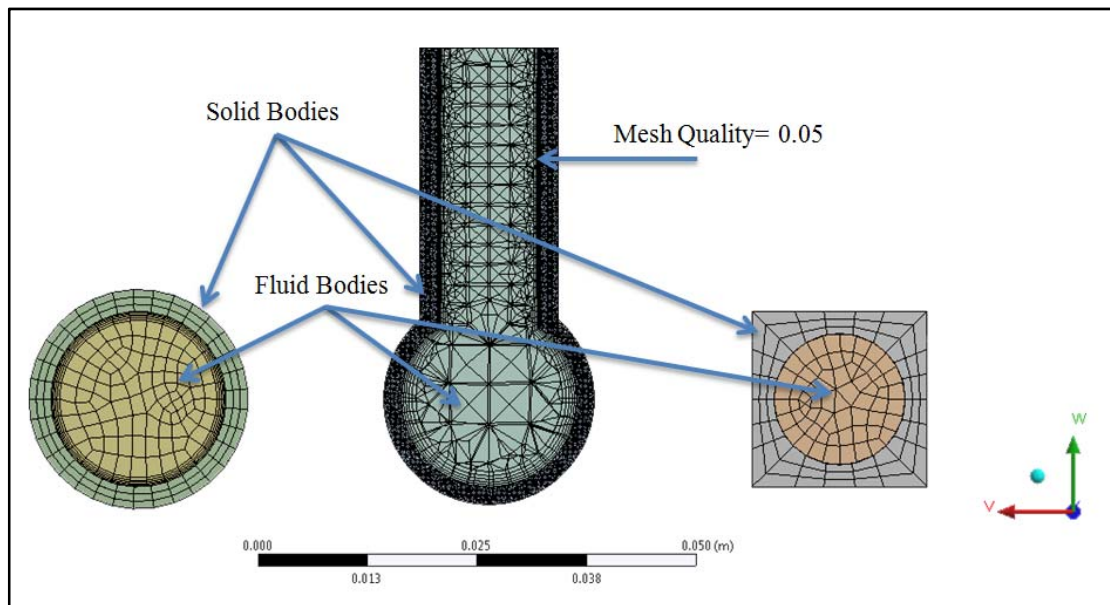 Solid Bodies
Mesh Quality= 0.05
Fluid Bodies
W
V
0.000 0.025 0.050 (m)
0.013 0.038